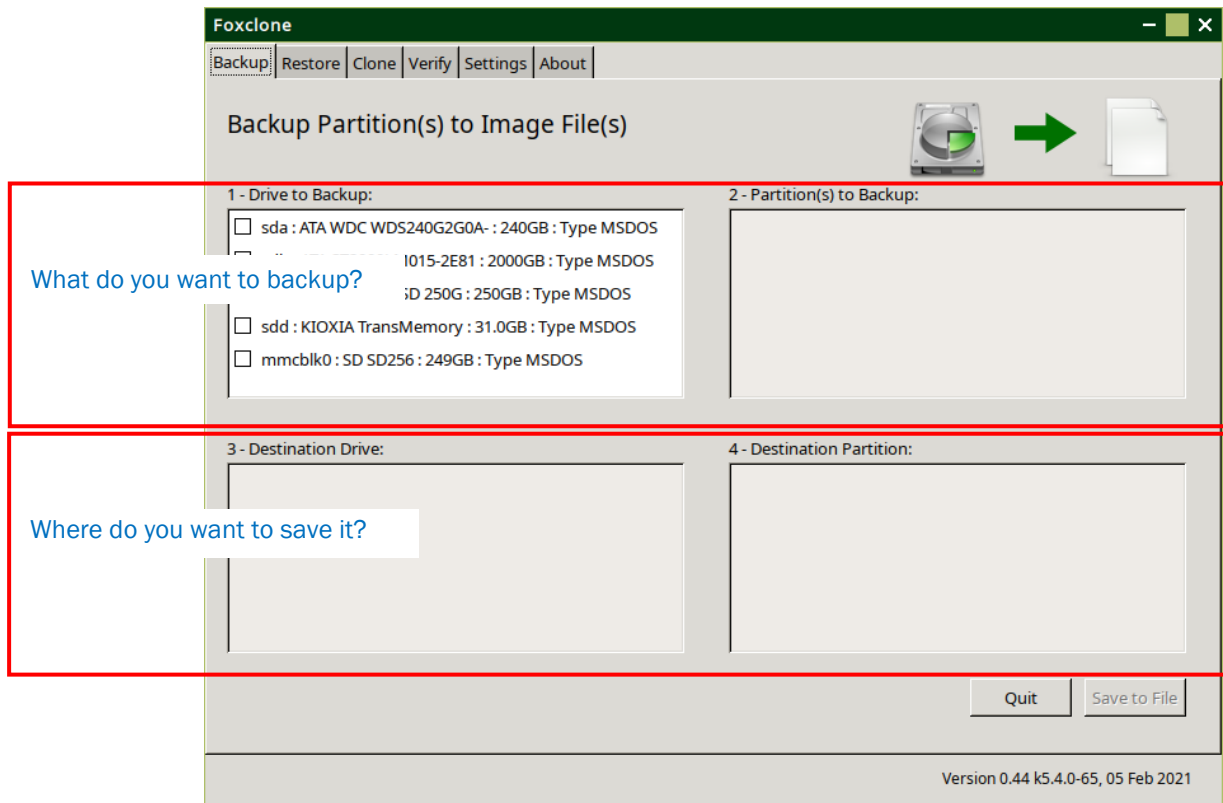 Foxclone
Backup Restore Clone Verify Settings About
Backup Partition(s) to Image File(s)
1 - Drive to Backup:
2 - Partition(s) to Backup:
sda : ATA WDC WDS240G2G0A- : 240GB : Type MSDOS
015-2E81 : 2000GB : Type MSDOS
What do you want to backup?
250G : 250GB : Type MSDOS
sdd : KIOXIA TransMemory : 31.0GB : Type MSDOS
mmcblk0 : SD SD256 : 249GB : Type MSDOS
3 - Destination Drive:
4 - Destination Partition:
Where do you want to save it?
Quit
Save to File
Version 0.44 k5.4.0-65, 05 Feb 2021